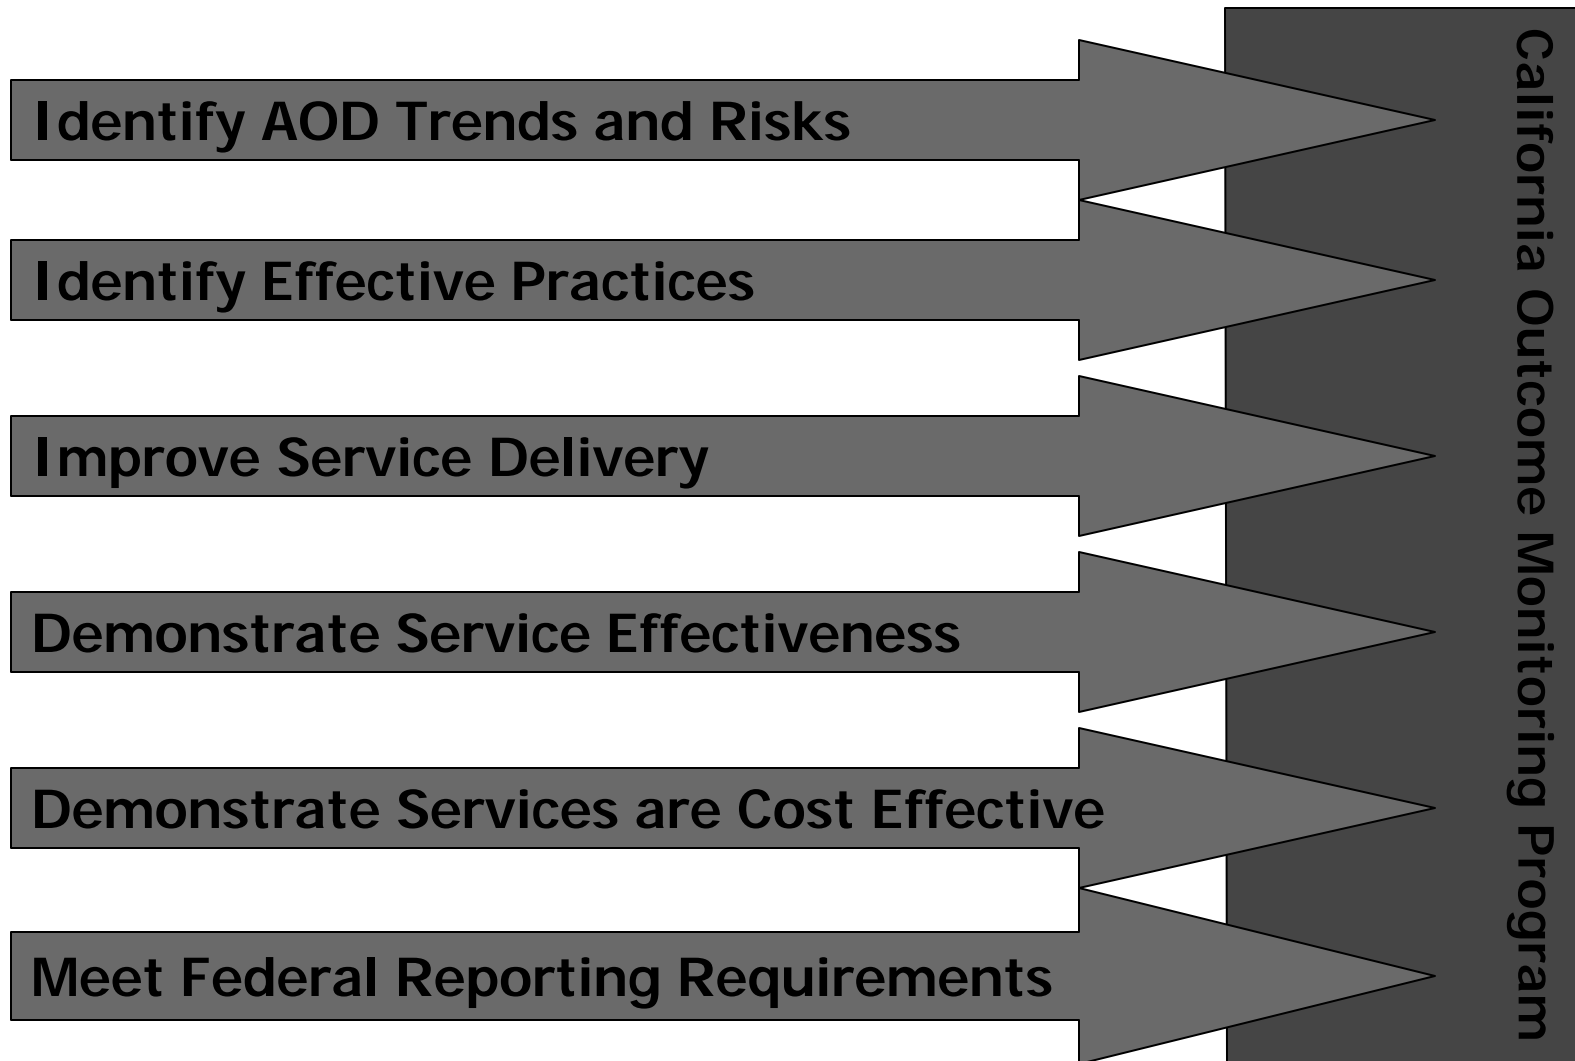 Identify AOD Trends and Risks
Identify Effective Practices
Improve Service Delivery
Demonstrate Service Effectiveness
Demonstrate Services are Cost Effective
Meet Federal Reporting Requirements
California Outcome Monitoring Program